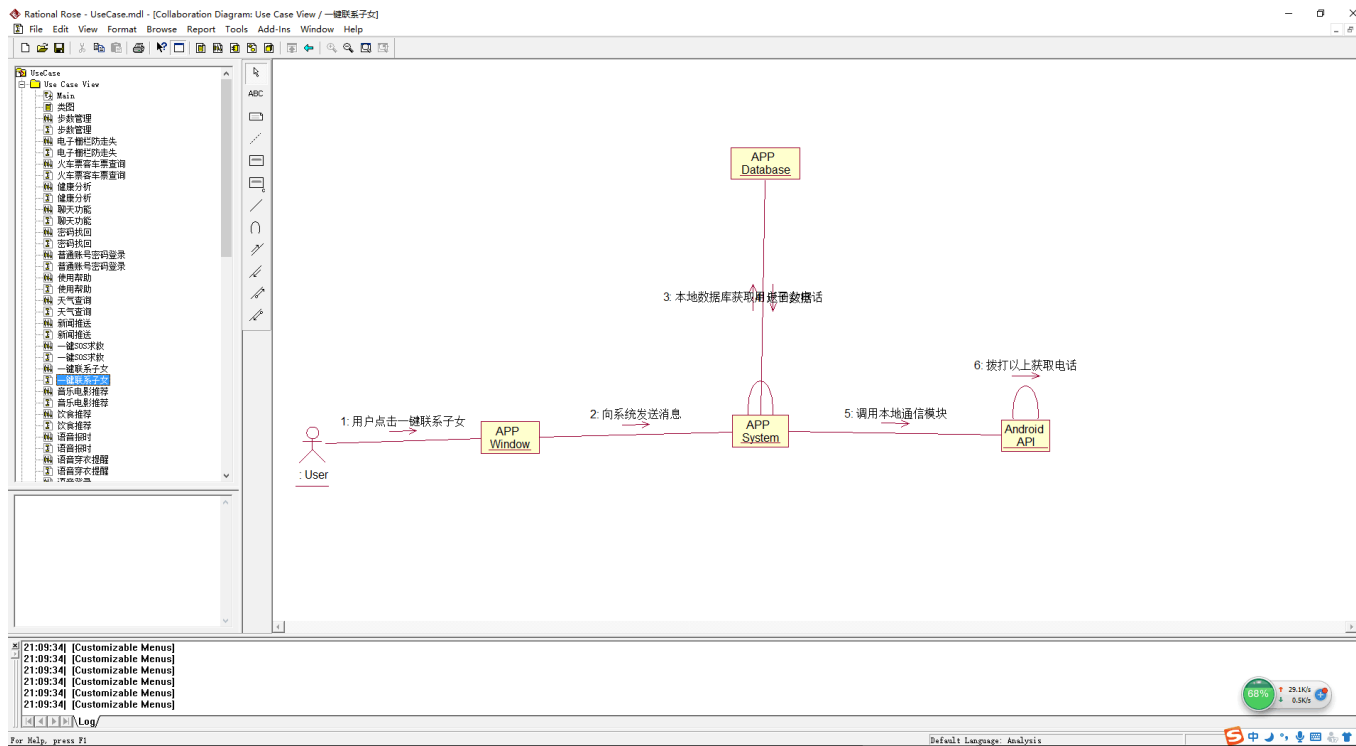 Rational Rose - UseCase.mdl - [Collaboration Diagram: Use Case View / 一键联系子女]
File Edit View Format Browse Report Tools Add-Ins Window Help
UseCase
Use Case View
Main
类图
步数管理
步数管理
电子栅栏防走失
电子栅栏防走失
火车票客车票查询
火车票客车票查询
健康分析
健康分析
聊天功能
聊天功能
密码找回
密码找回
普通账号密码登录
普通账号密码登录
使用帮助
使用帮助
天气查询
天气查询
新闻推送
新闻推送
一键SOS求救
一键SOS求救
一键联系子女
一键联系子女
音乐电影推荐
音乐电影推荐
饮食推荐
饮食推荐
语音报时
语音报时
语音穿衣提醒
语音穿衣提醒
ABC
APP
Database
3: 本地数据库获取
6: 拨打以上获取电话
1: 用户点击一键联系子女
2: 向系统发送消息
5: 调用本地通信模块
APP
Window
APP
System
Android
API
: User
21:09:34| [Customizable Menus]
21:09:34| [Customizable Menus]
21:09:34| [Customizable Menus]
21:09:34| [Customizable Menus]
21:09:34| [Customizable Menus]
21:09:34| [Customizable Menus]
Log
68%
29.1K/s
0.5K/s
For Help, press F1
Default Language: Analysis
中